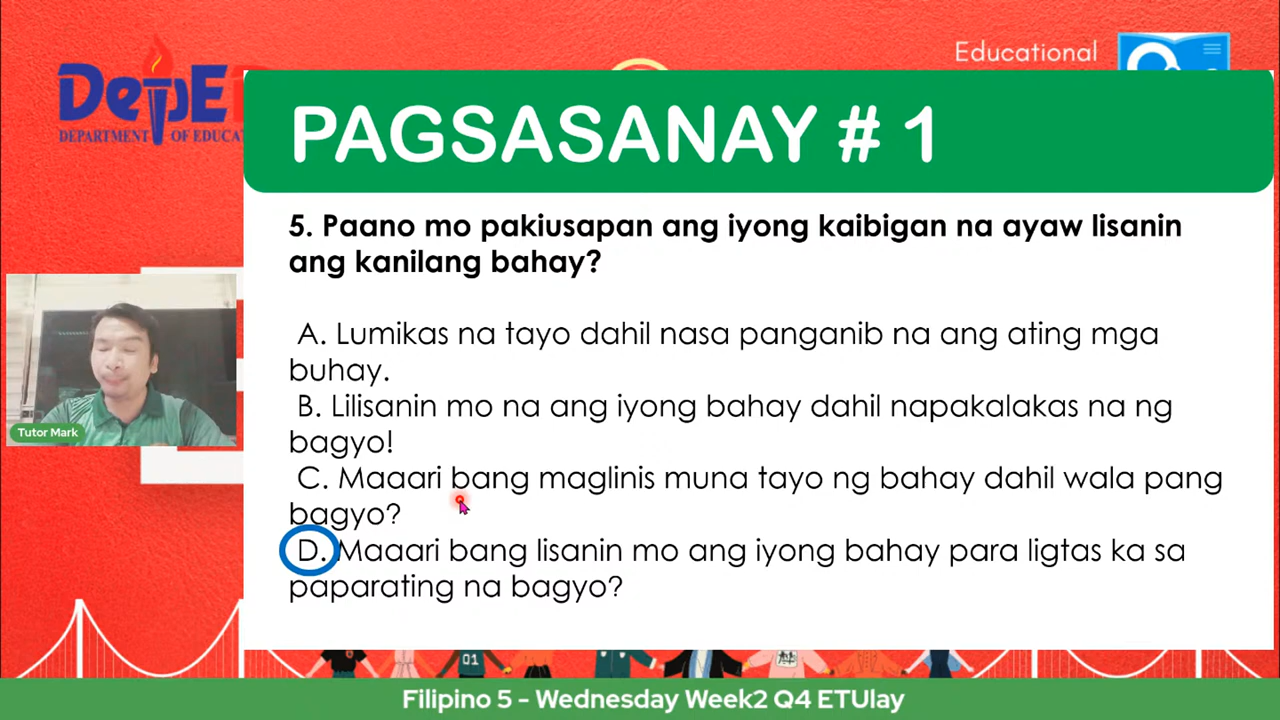 DepE
DEPARTMENT OF EDUCA
Educational
PAGSASANAY # 1
5. Paano mo pakiusapan ang iyong kaibigan na ayaw lisanin
ang kanilang bahay?
A. Lumikas na tayo dahil nasa panganib na ang ating mga
buhay.
B. Lilisanin mo na ang iyong bahay dahil napakalakas na ng
bagyo!
C. Maaari bang maglinis muna tayo ng bahay dahil wala pang
bagyo?
D. Maaari bang lisanin mo ang iyong bahay para ligtas ka sa
paparating na bagyo?
Tutor Mark
01
Filipino 5 - Wednesday Week2 Q4 ETUlay